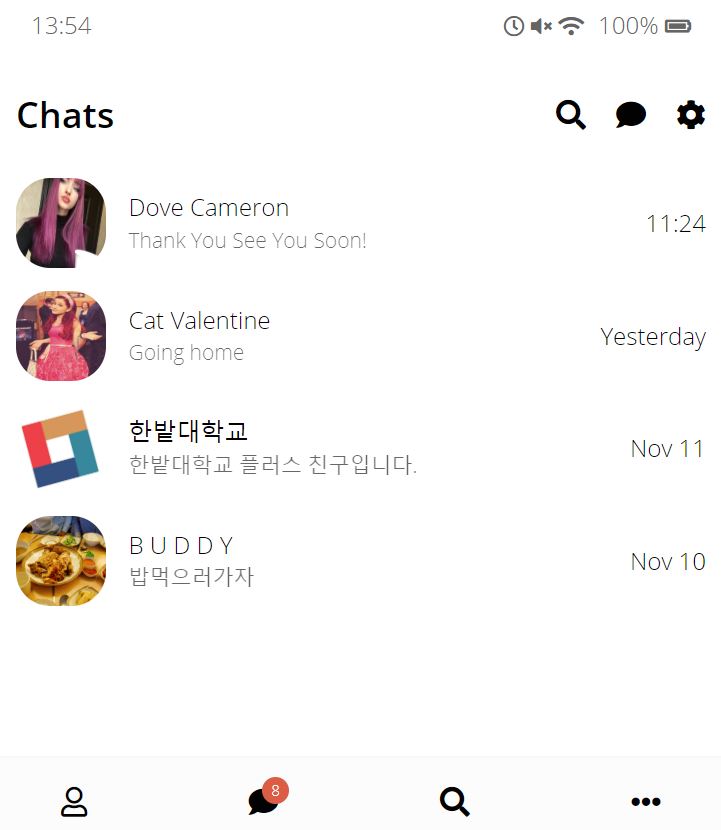 13:54
100%
Chats
Dove Cameron
Thank You See You Soon!
11:24
Cat Valentine
Going home
Yesterday
한밭대학교
한밭대학교 플러스 친구입니다.
Nov 11
B U D D Y
밥먹으러가자
Nov 10
8